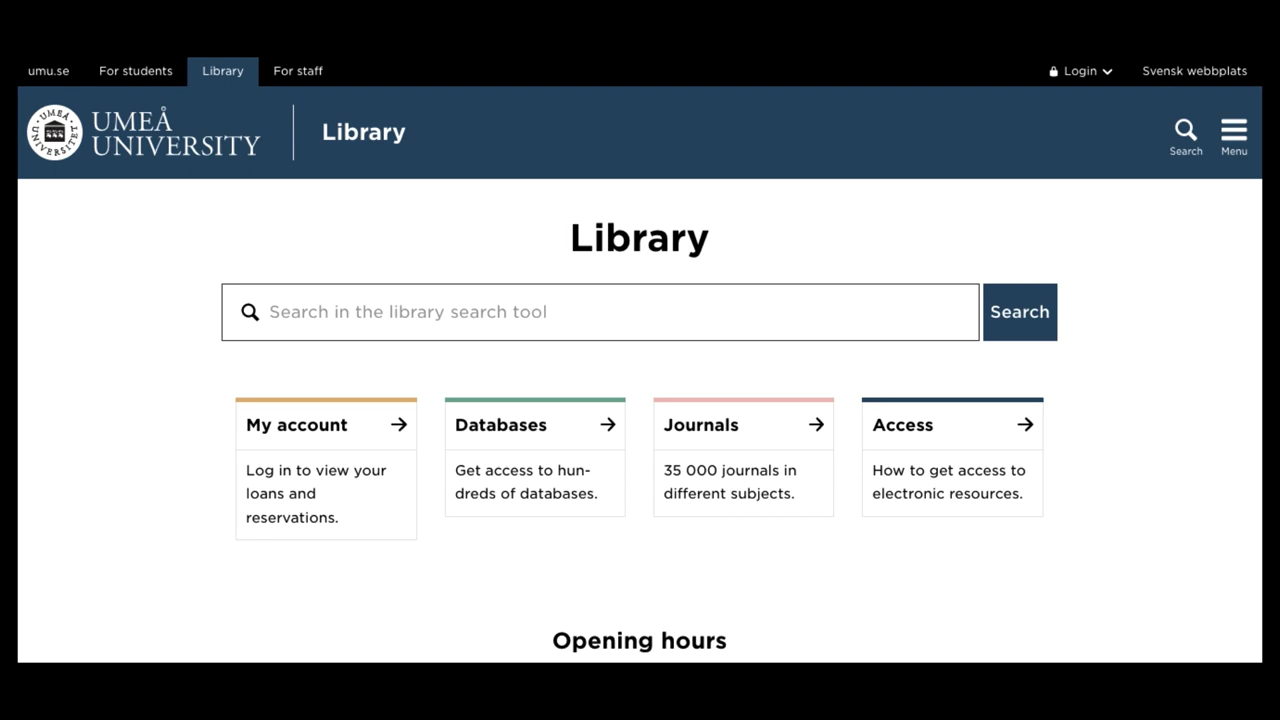 umu.se For students Library For staff Login Svensk webbplats
UMEÅ UNIVERSITET
UMEÅ
UNIVERSITY
Library
Search Menu
Library
Search in the library search tool Search
My account Databases Journals Access
Log in to view your Get access to hun- 35 000 journals in How to get access to
loans and dreds of databases. different subjects. electronic resources.
reservations.
Opening hours